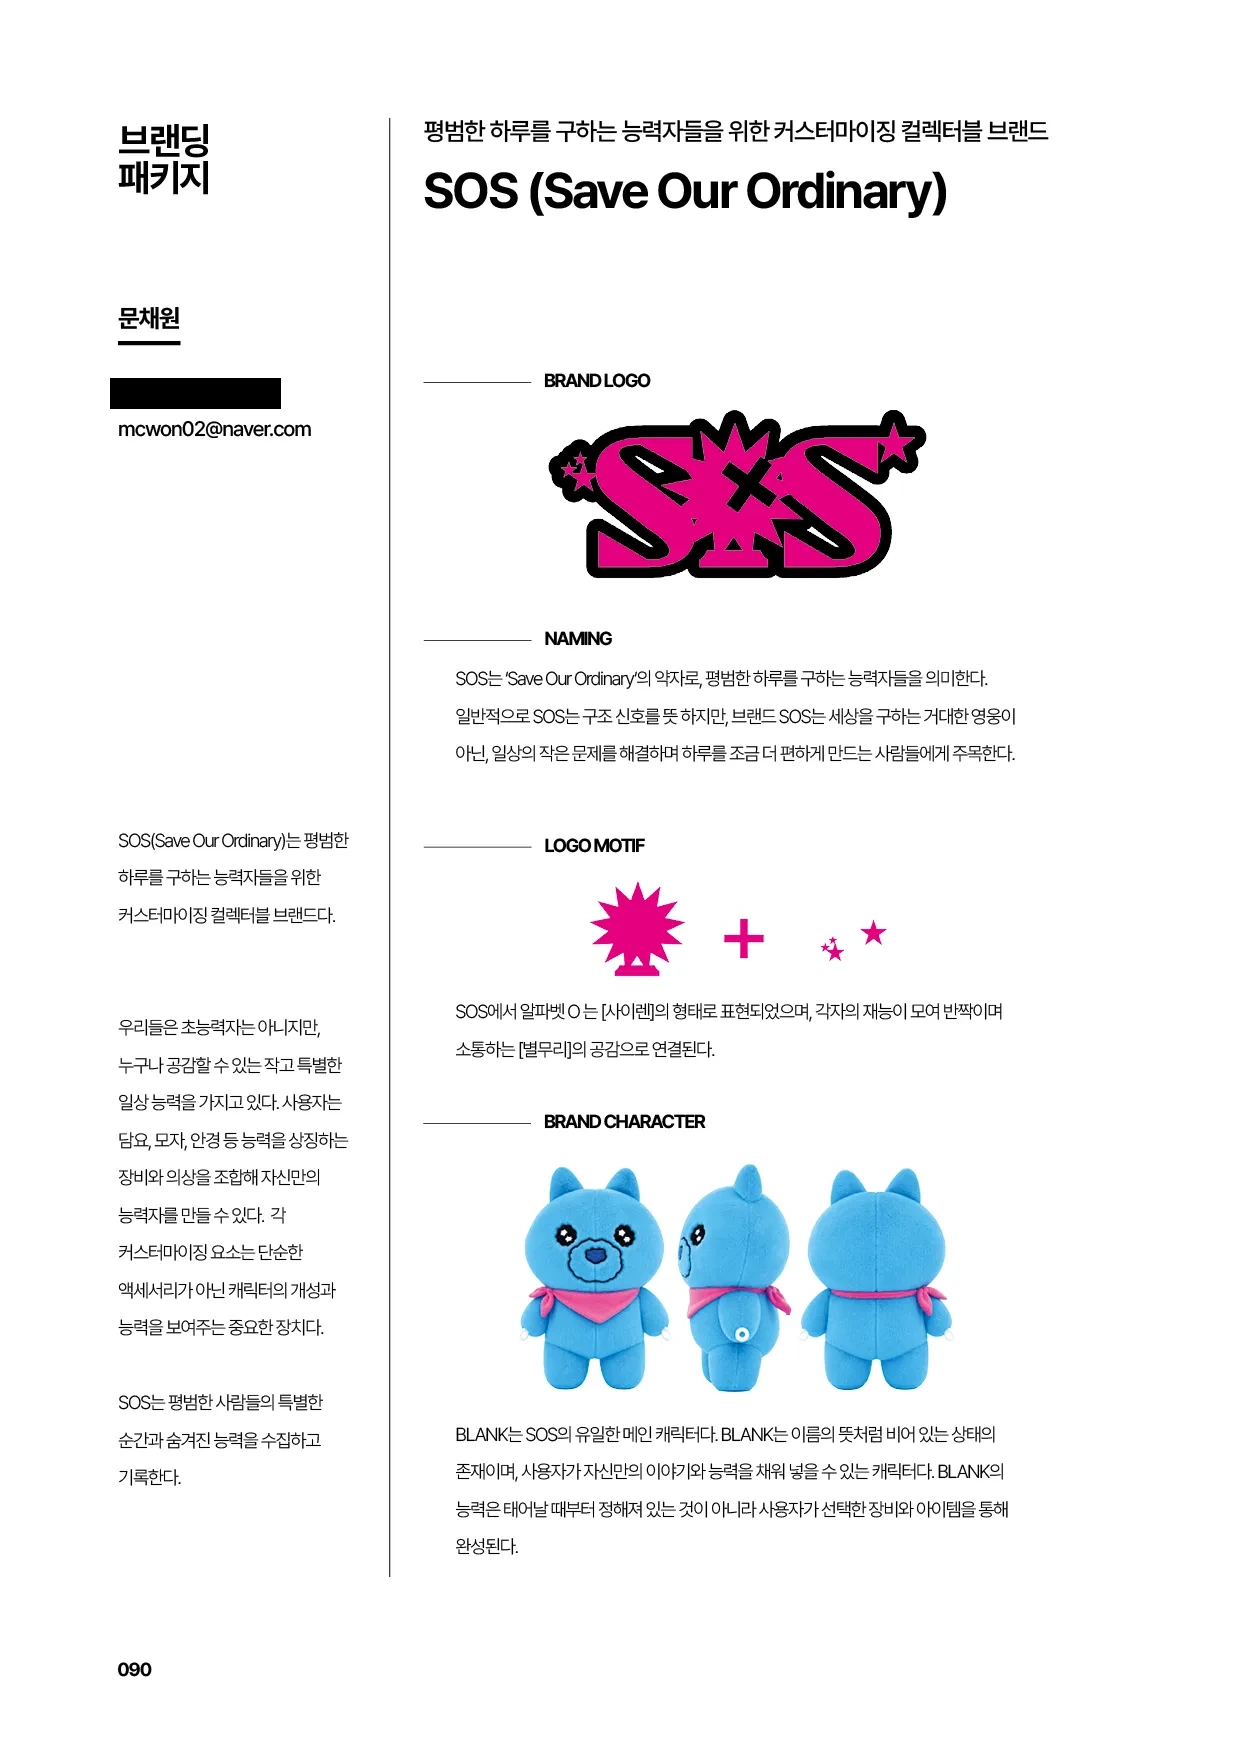 브랜딩
패키지
문채원
mcwon02@naver.com
SOS(Save Our Ordinary)는 평범한
하루를 구하는 능력자들을 위한
커스터마이징 컬렉터블 브랜드다.
우리들은 초능력자는 아니지만,
누구나 공감할 수 있는 작고 특별한
일상 능력을 가지고 있다. 사용자는
담요, 모자, 안경 등 능력을 상징하는
장비와 의상을 조합해 자신만의
능력자를 만들 수 있다. 각
커스터마이징 요소는 단순한
액세서리가 아닌 캐릭터의 개성과
능력을 보여주는 중요한 장치다.
SOS는 평범한 사람들의 특별한
순간과 숨겨진 능력을 수집하고
기록한다.
평범한 하루를 구하는 능력자들을 위한 커스터마이징 컬렉터블 브랜드
SOS (Save Our Ordinary)
BRAND LOGO
SOS
NAMING
SOS는 ‘Save Our Ordinary’의 약자로, 평범한 하루를 구하는 능력자들을 의미한다.
일반적으로 SOS는 구조 신호를 뜻 하지만, 브랜드 SOS는 세상을 구하는 거대한 영웅이
아닌, 일상의 작은 문제를 해결하며 하루를 조금 더 편하게 만드는 사람들에게 주목한다.
LOGO MOTIF
+
SOS에서 알파벳 O 는 [사이렌]의 형태로 표현되었으며, 각자의 재능이 모여 반짝이며
소통하는 [별무리]의 공감으로 연결된다.
BRAND CHARACTER
BLANK는 SOS의 유일한 메인 캐릭터다. BLANK는 이름의 뜻처럼 비어 있는 상태의
존재이며, 사용자가 자신만의 이야기와 능력을 채워 넣을 수 있는 캐릭터다. BLANK의
능력은 태어날 때부터 정해져 있는 것이 아니라 사용자가 선택한 장비와 아이템을 통해
완성된다.
090